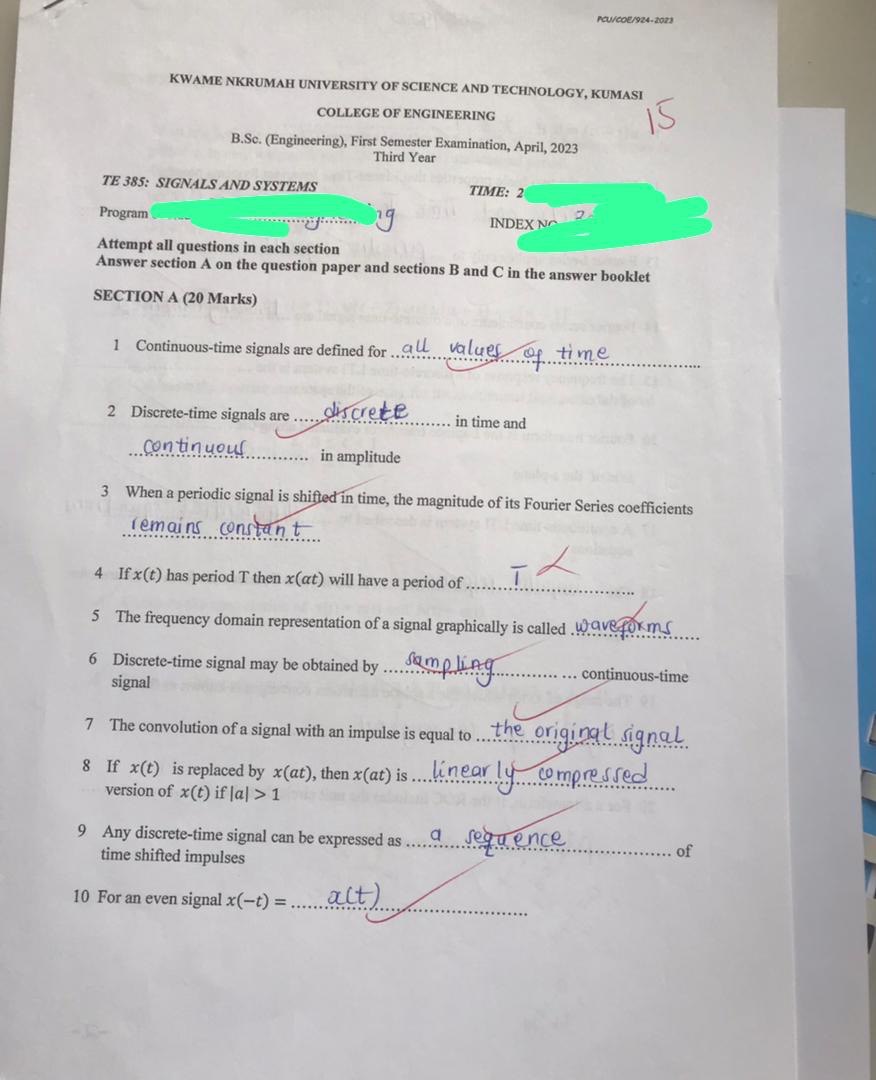 PCU/COE/924-2023
KWAME NKRUMAH UNIVERSITY OF SCIENCE AND TECHNOLOGY, KUMASI
COLLEGE OF ENGINEERING
15
B.Sc. (Engineering), First Semester Examination, April, 2023
Third Year
TE 385: SIGNALS AND SYSTEMS TIME: 2
Program INDEX NO
Attempt all questions in each section
Answer section A on the question paper and sections B and C in the answer booklet
SECTION A (20 Marks)
1 Continuous-time signals are defined for ...all values of time...
2 Discrete-time signals are .....discrete........ in time and
...continuous............ in amplitude
3 When a periodic signal is shifted in time, the magnitude of its Fourier Series coefficients
remains constant
4 If x(t) has period T then x(at) will have a period of ........T....................
5 The frequency domain representation of a signal graphically is called .waveforms.....
6 Discrete-time signal may be obtained by ...sampling............... ... continuous-time
signal
7 The convolution of a signal with an impulse is equal to ...the original signal.
8 If x(t) is replaced by x(at), then x(at) is ...linearly compressed......
version of x(t) if |a| > 1
9 Any discrete-time signal can be expressed as .....a sequence..................... of
time shifted impulses
10 For an even signal x(−t) = ......x(t)...........................